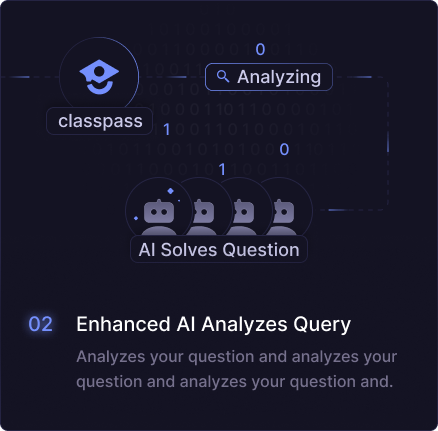 0
Analyzing
classpass
1
0
1
AI Solves Question
02
Enhanced AI Analyzes Query
Analyzes your question and analyzes your
question and analyzes your question and.